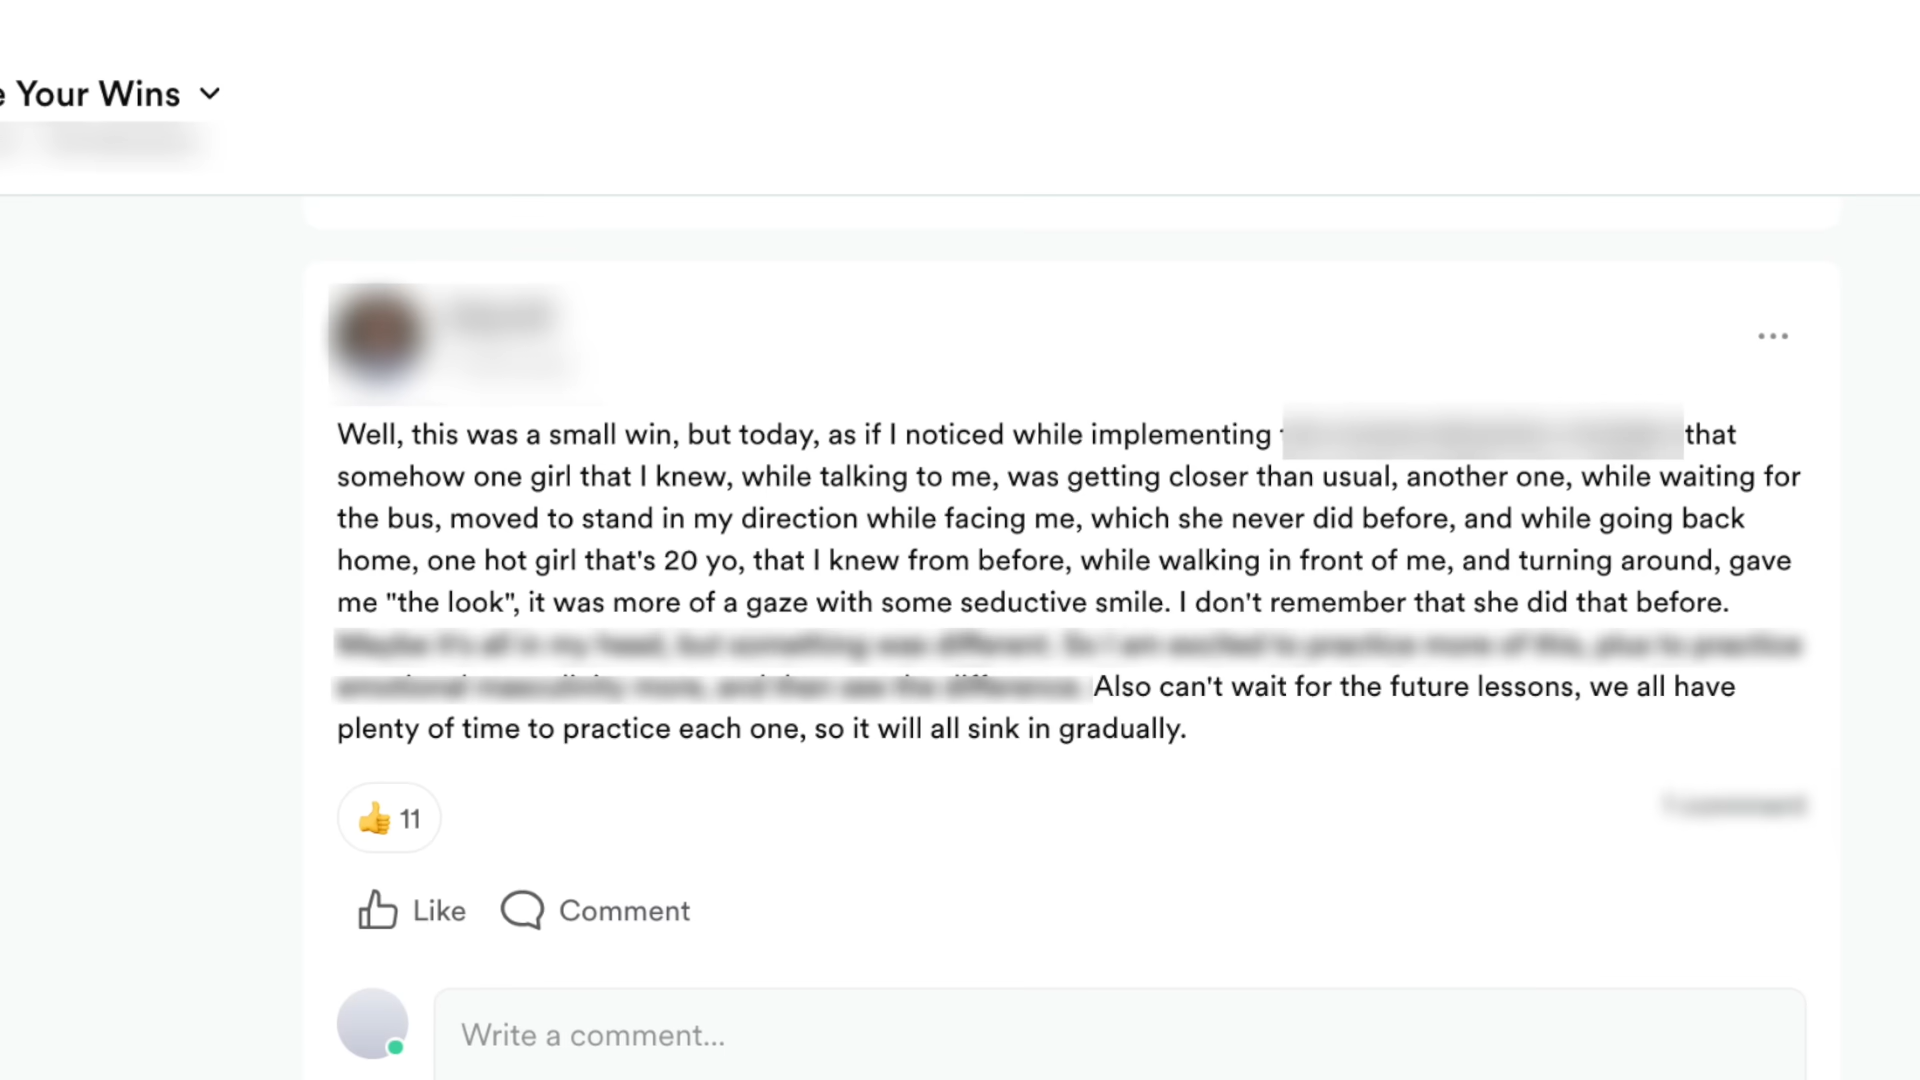 e Your Wins
Well, this was a small win, but today, as if I noticed while implementing that
somehow one girl that I knew, while talking to me, was getting closer than usual, another one, while waiting for
the bus, moved to stand in my direction while facing me, which she never did before, and while going back
home, one hot girl that's 20 yo, that I knew from before, while walking in front of me, and turning around, gave
me "the look", it was more of a gaze with some seductive smile. I don't remember that she did that before.
Also can't wait for the future lessons, we all have
plenty of time to practice each one, so it will all sink in gradually.
👍 11
Like Comment
Write a comment...